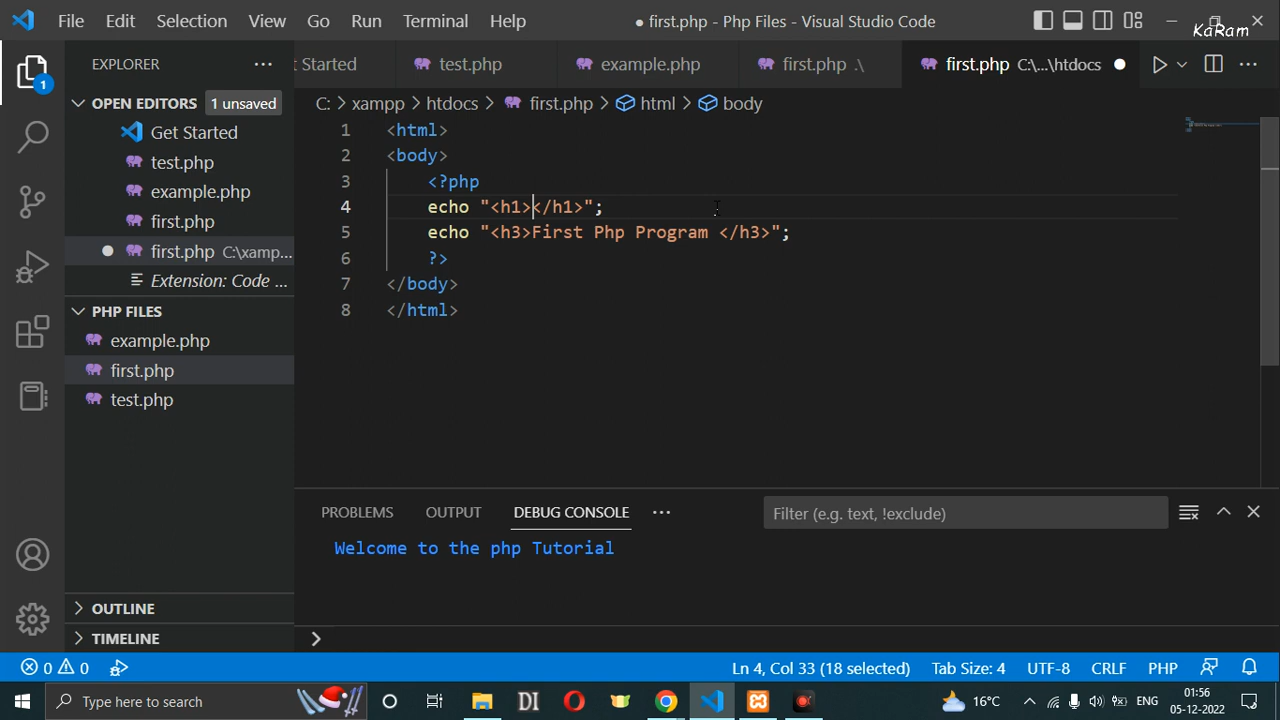 File Edit Selection View Go Run Terminal Help ● first.php - Php Files - Visual Studio Code
KaRam
EXPLORER ...
Started test.php example.php first.php .\ first.php C:\...\htdocs
OPEN EDITORS 1 unsaved
C: > xampp > htdocs > first.php > html > body
Get Started
test.php
example.php
first.php
first.php C:\xamp...
Extension: Code ...
PHP FILES
example.php
first.php
test.php
OUTLINE
TIMELINE
1 <html>
2 <body>
3 <?php
4 echo "<h1></h1>";
5 echo "<h3>First Php Program </h3>";
6 ?>
7 </body>
8 </html>
PROBLEMS OUTPUT DEBUG CONSOLE ... Filter (e.g. text, !exclude)
Welcome to the php Tutorial
0 0 Ln 4, Col 33 (18 selected) Tab Size: 4 UTF-8 CRLF PHP
Type here to search DI 16°C ENG 01:56
05-12-2022
1